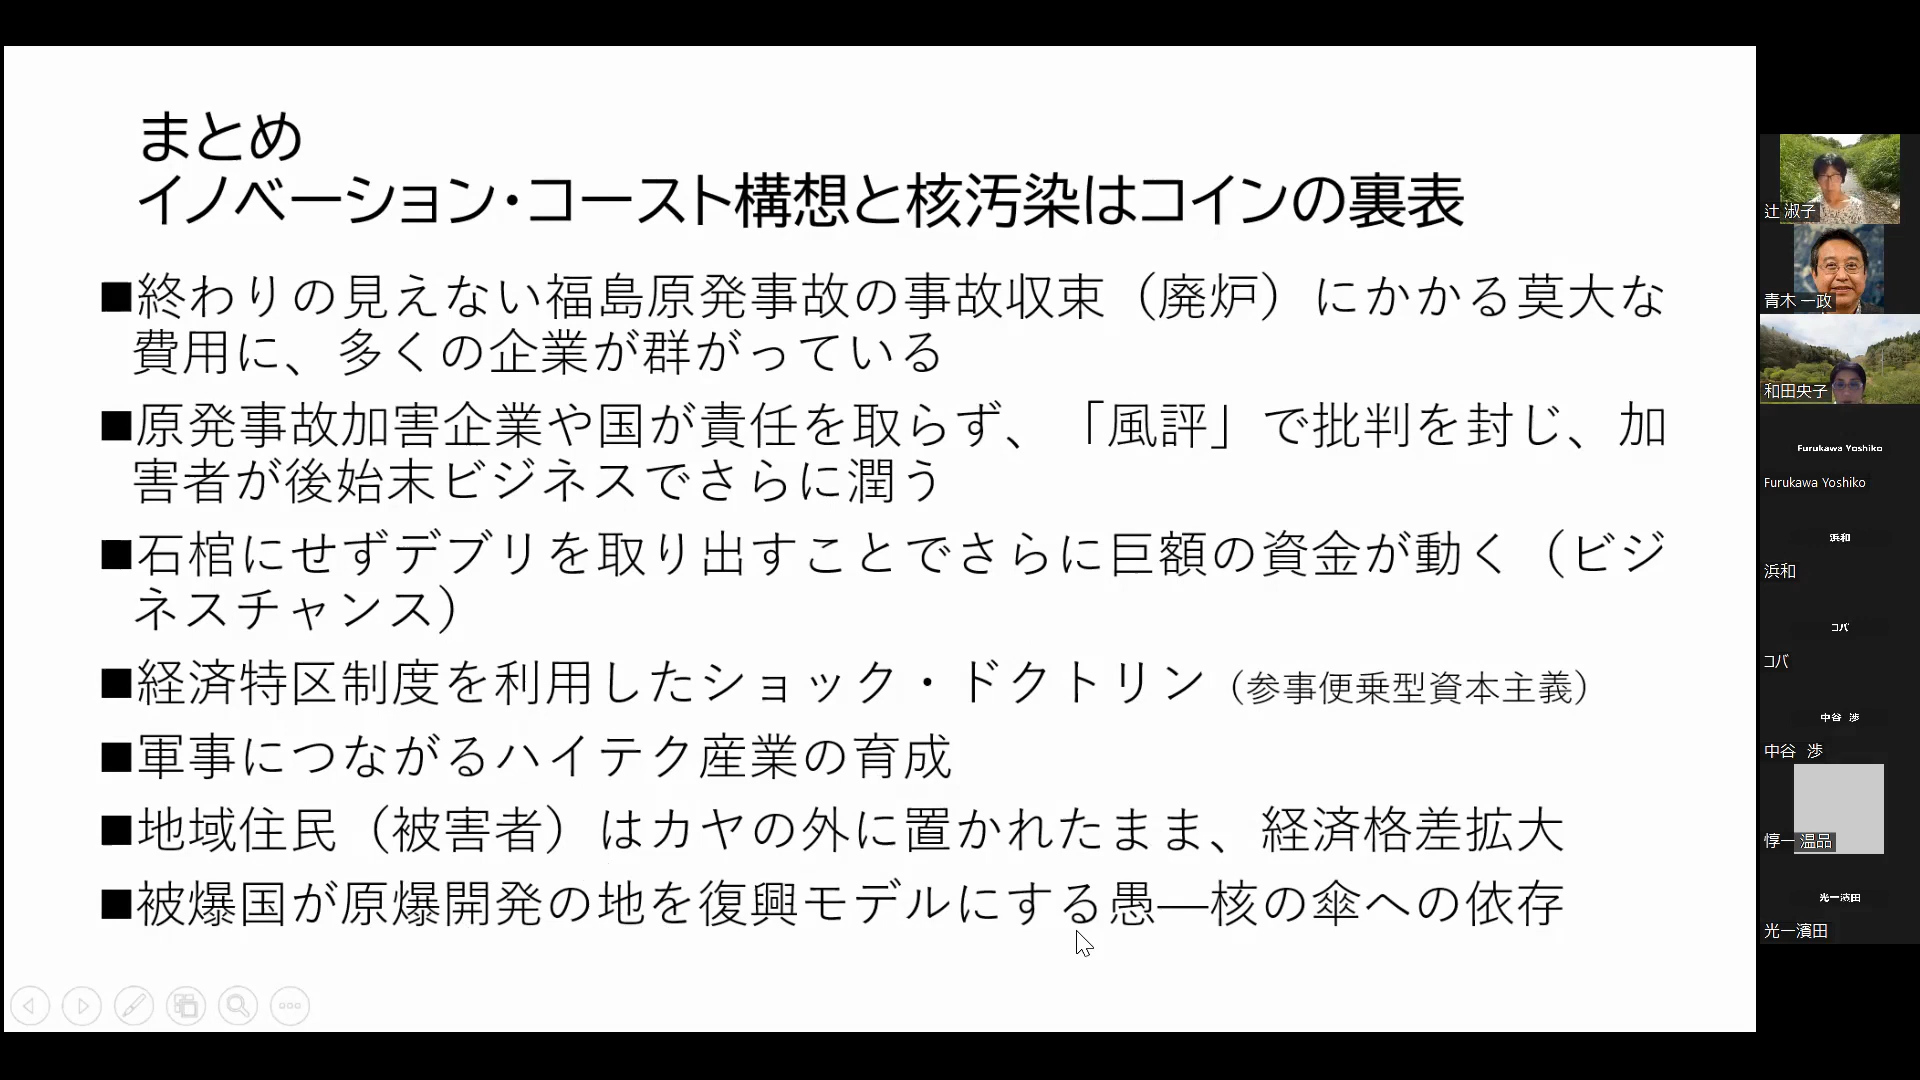 まとめ
イノベーション・コースト構想と核汚染はコインの裏表
■終わりの見えない福島原発事故の事故収束（廃炉）にかかる莫大な
費用に、多くの企業が群がっている
■原発事故加害企業や国が責任を取らず、「風評」で批判を封じ、加
害者が後始末ビジネスでさらに潤う
■石棺にせずデブリを取り出すことでさらに巨額の資金が動く（ビジ
ネスチャンス）
■経済特区制度を利用したショック・ドクトリン（参事便乗型資本主義）
■軍事につながるハイテク産業の育成
■地域住民（被害者）はカヤの外に置かれたまま、経済格差拡大
■被爆国が原爆開発の地を復興モデルにする愚―核の傘への依存
辻 淑子
青木 一政
和田央子
Furukawa Yoshiko
Furukawa Yoshiko
浜和
浜和
コバ
コバ
中谷 渉
中谷 渉
惇一 温品
光一濱田
光一濱田